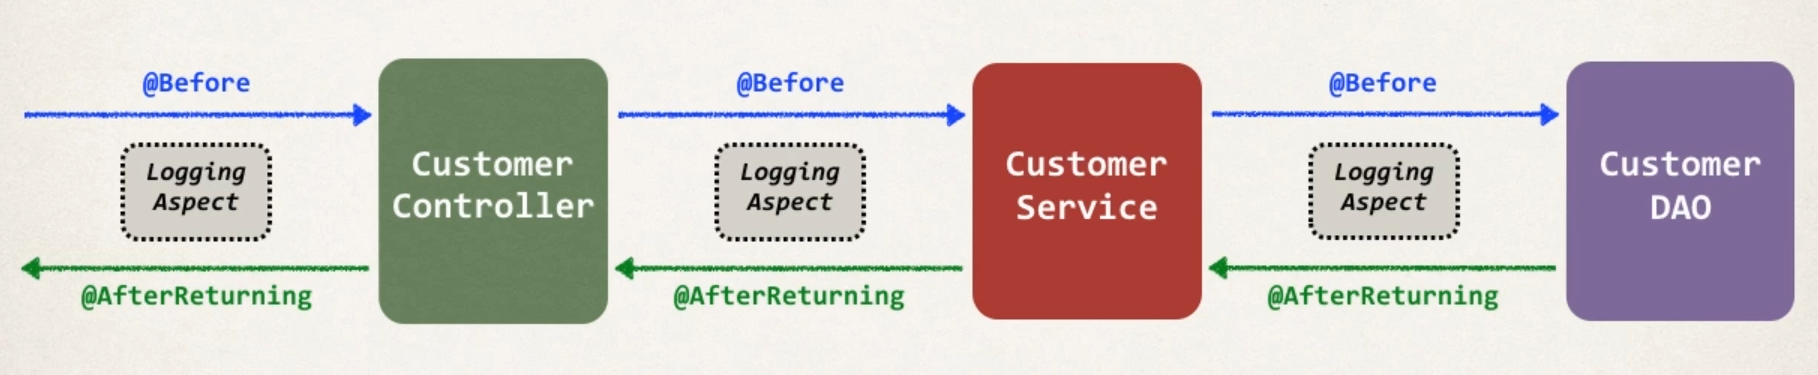 @Before
Logging
Aspect
@AfterReturning
Customer
Controller
@Before
Logging
Aspect
@AfterReturning
Customer
Service
@Before
Logging
Aspect
@AfterReturning
Customer
DAO